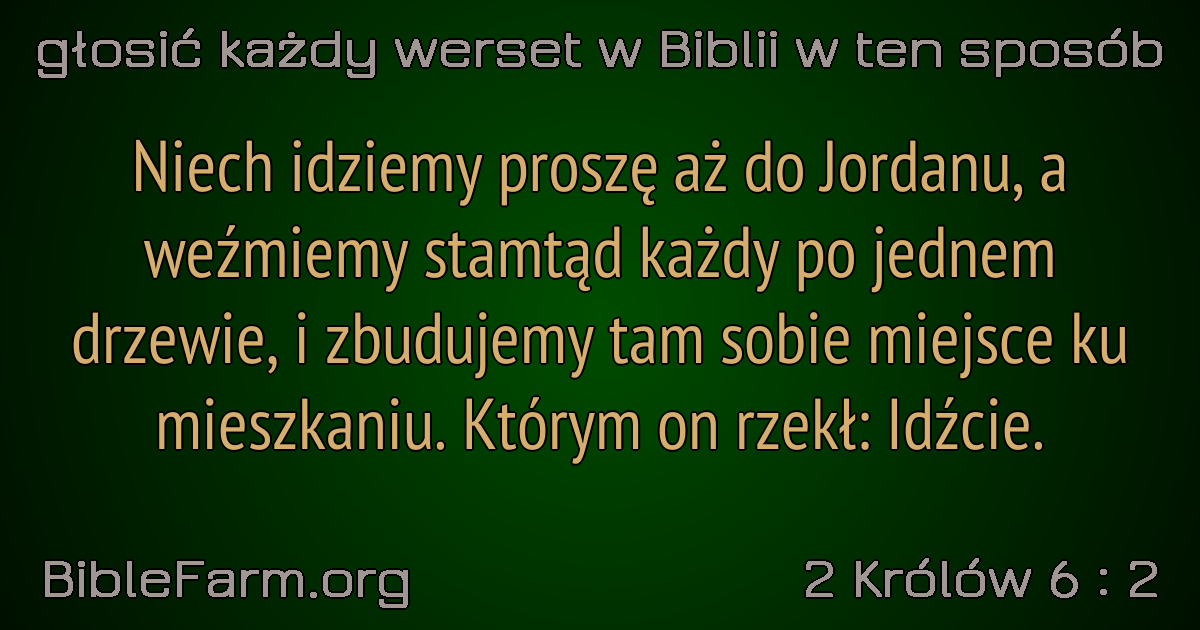 głosić każdy werset w Biblii w ten sposób
Niech idziemy proszę aż do Jordanu, a
weźmiemy stamtąd każdy po jednem
drzewie, i zbudujemy tam sobie miejsce ku
mieszkaniu. Którym on rzekł: Idźcie.
BibleFarm.org
2 Królów 6 : 2